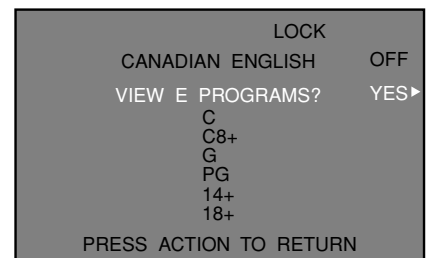 LOCK
CANADIAN ENGLISH OFF
VIEW E PROGRAMS? YES►
C
C8+
G
PG
14+
18+
PRESS ACTION TO RETURN